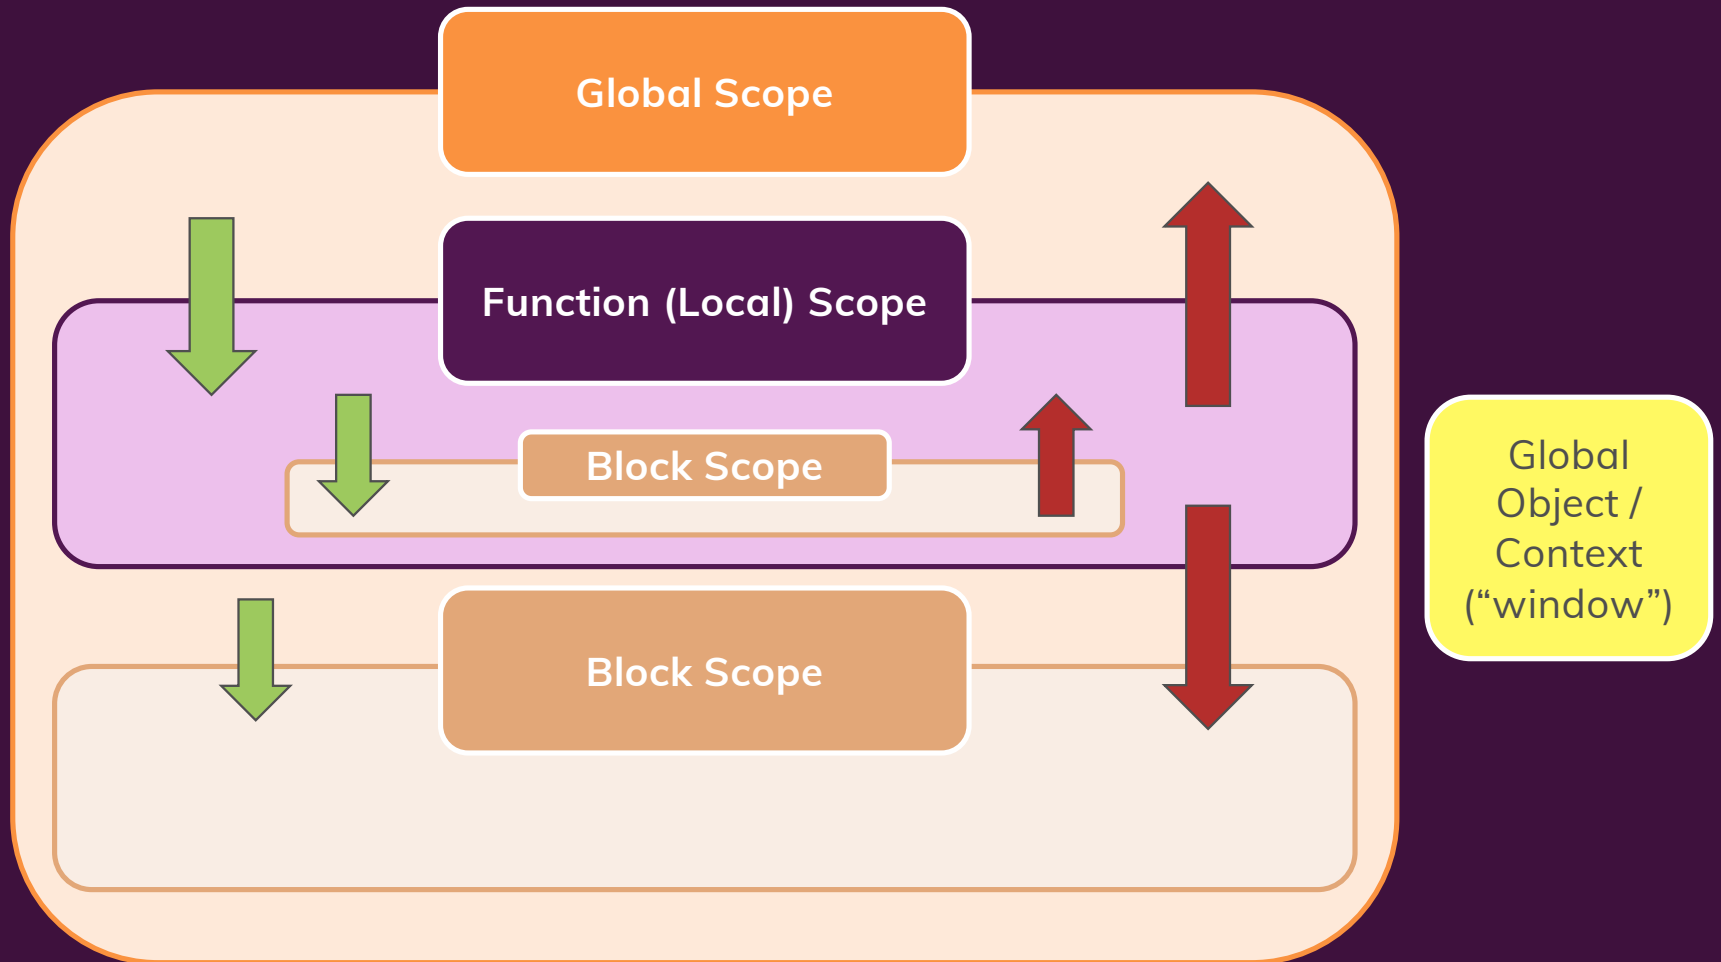 Global Scope
Function (Local) Scope
Block Scope
Block Scope
Global
Object /
Context
(“window”)